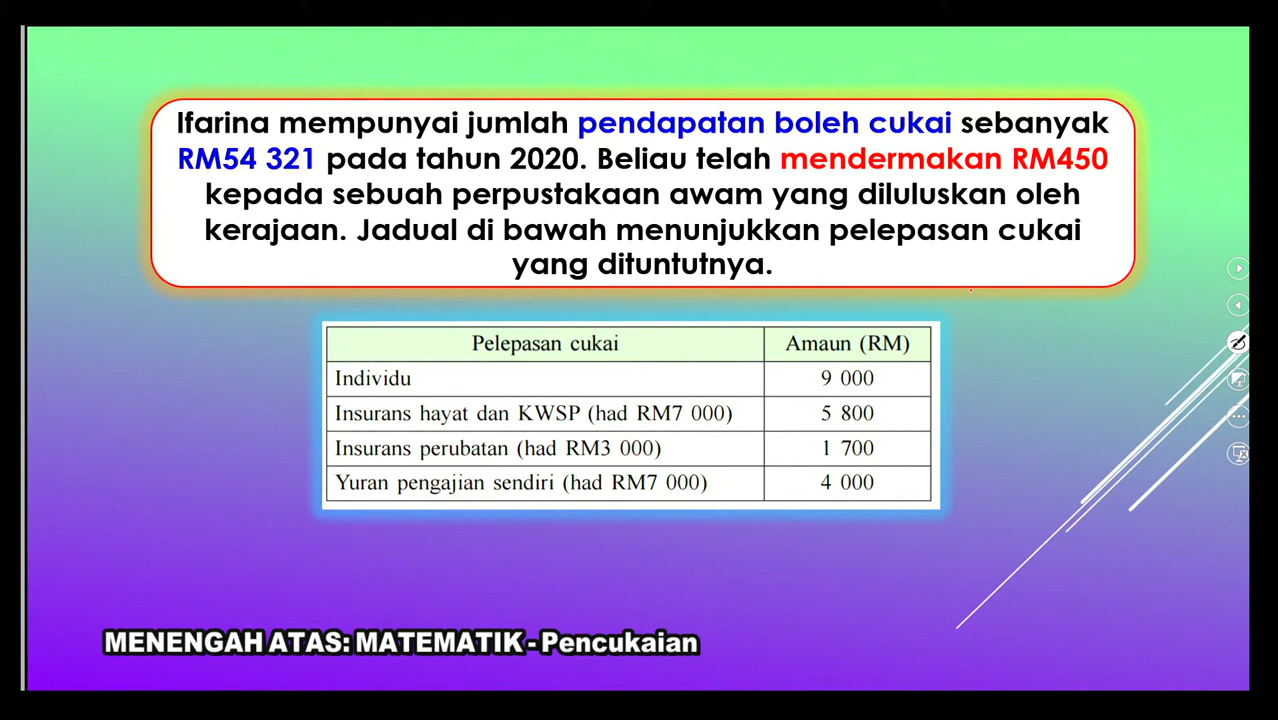 Ifarina mempunyai jumlah pendapatan boleh cukai sebanyak
RM54 321 pada tahun 2020. Beliau telah mendermakan RM450
kepada sebuah perpustakaan awam yang diluluskan oleh
kerajaan. Jadual di bawah menunjukkan pelepasan cukai
yang dituntutnya.
Pelepasan cukai Amaun (RM)
Individu 9 000
Insurans hayat dan KWSP (had RM7 000) 5 800
Insurans perubatan (had RM3 000) 1 700
Yuran pengajian sendiri (had RM7 000) 4 000
MENENGAH ATAS: MATEMATIK - Pencukaian